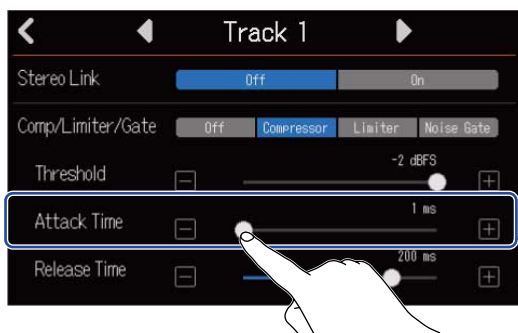 Track 1
Stereo Link Off On
Comp/Limiter/Gate Off Compressor Limiter Noise Gate
Threshold -2 dBFS
Attack Time 1 ms
Release Time 200 ms